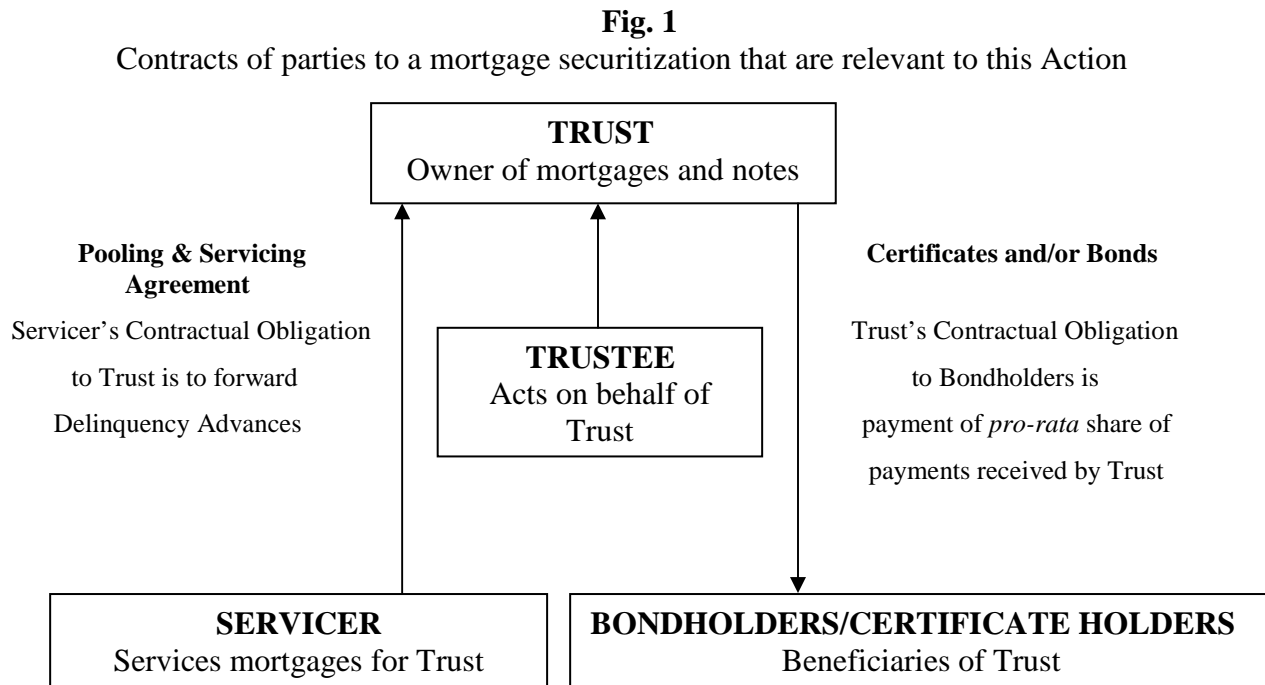 Fig. 1
Contracts of parties to a mortgage securitization that are relevant to this Action
TRUST
Owner of mortgages and notes
Pooling & Servicing
Agreement
Servicer’s Contractual Obligation
to Trust is to forward
Delinquency Advances
TRUSTEE
Acts on behalf of
Trust
Certificates and/or Bonds
Trust’s Contractual Obligation
to Bondholders is
payment of pro-rata share of
payments received by Trust
SERVICER
Services mortgages for Trust
BONDHOLDERS/CERTIFICATE HOLDERS
Beneficiaries of Trust